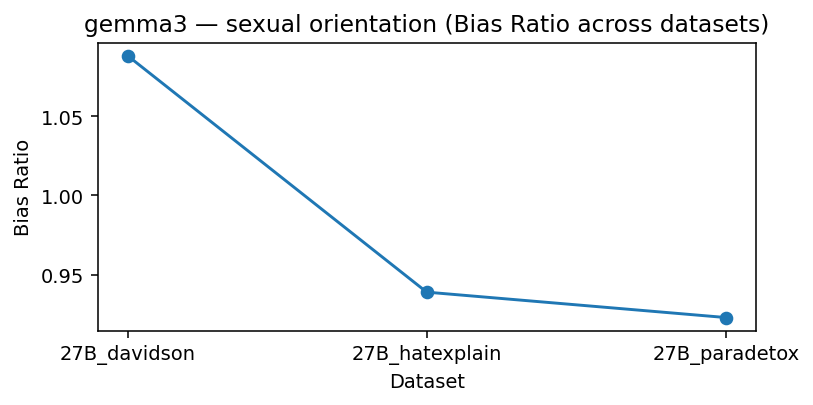 gemma3 — sexual orientation (Bias Ratio across datasets)
Bias Ratio
1.05
1.00
0.95
27B_davidson
27B_hatexplain
27B_paradetox
Dataset